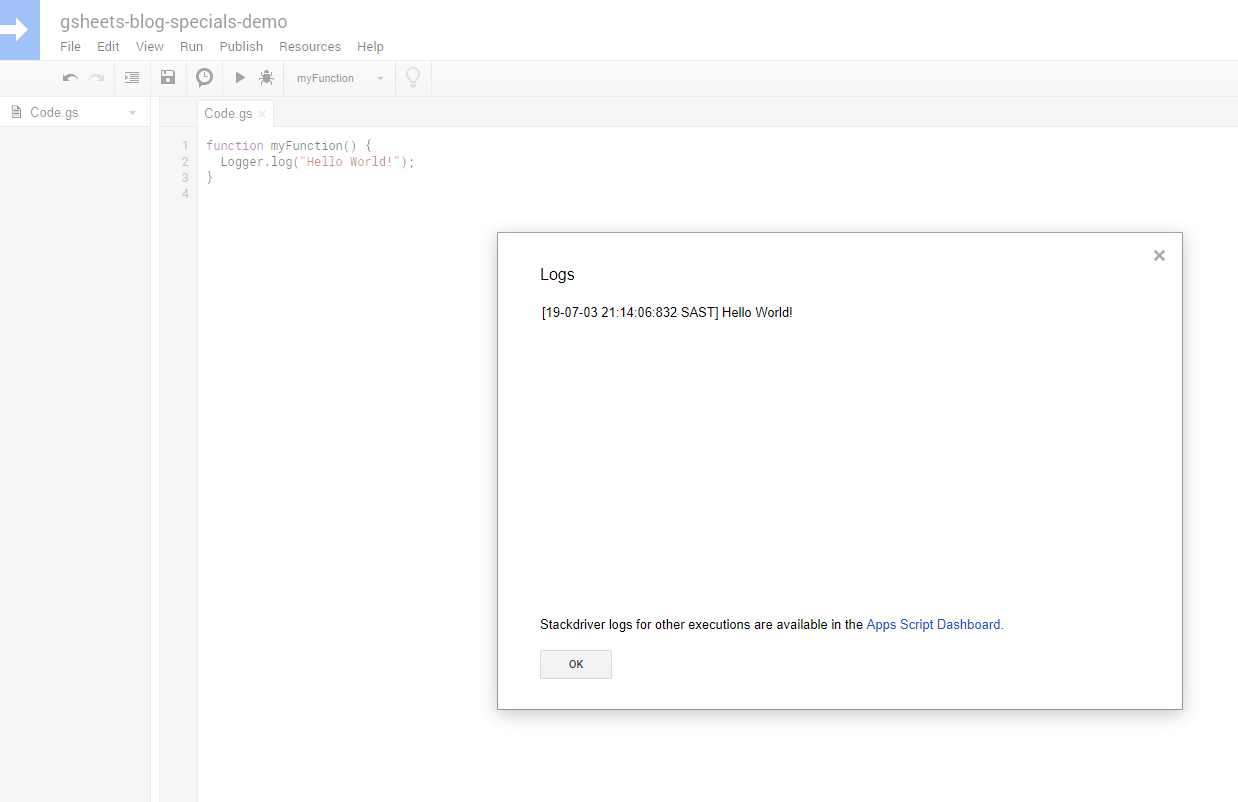 gsheets-blog-specials-demo
File Edit View Run Publish Resources Help
myFunction
Code.gs
Code.gs ×
1 function myFunction() {
2   Logger.log("Hello World!");
3 }
4
Logs
[19-07-03 21:14:06:832 SAST] Hello World!
Stackdriver logs for other executions are available in the Apps Script Dashboard.
OK